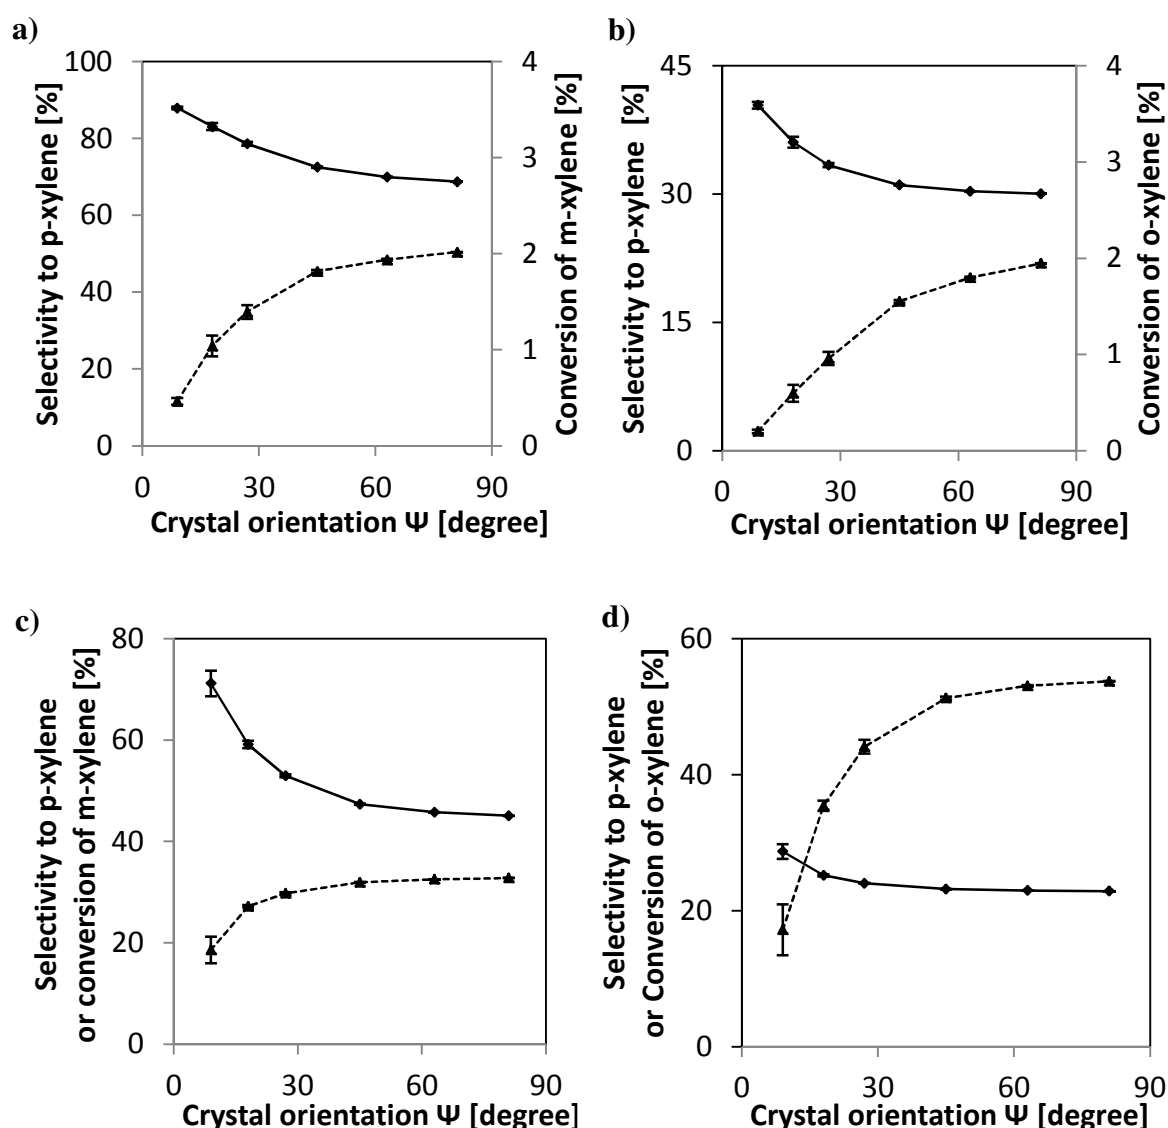 a)
Selectivity to p-xylene [%]
100
80
60
40
20
0
4
3
2
1
0
Conversion of m-xylene [%]
0 30 60 90
Crystal orientation Ψ [degree]
b)
Selectivity to p-xylene [%]
45
30
15
0
4
3
2
1
0
Conversion of o-xylene [%]
0 30 60 90
Crystal orientation Ψ [degree]
c)
Selectivity to p-xylene
or conversion of m-xylene [%]
80
60
40
20
0
0 30 60 90
Crystal orientation Ψ [degree]
d)
Selectivity to p-xylene
or Conversion of o-xylene [%]
60
40
20
0
0 30 60 90
Crystal orientation Ψ [degree]